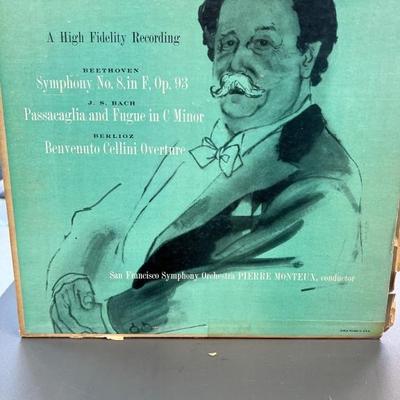 A High Fidelity Recording
BEETHOVEN
Symphony No. 8, in F, Op. 93
J. S. BACH
Passacaglia and Fugue in C Minor
BERLIOZ
Benvenuto Cellini Overture
San Francisco Symphony Orchestra PIERRE MONTEUX, conductor